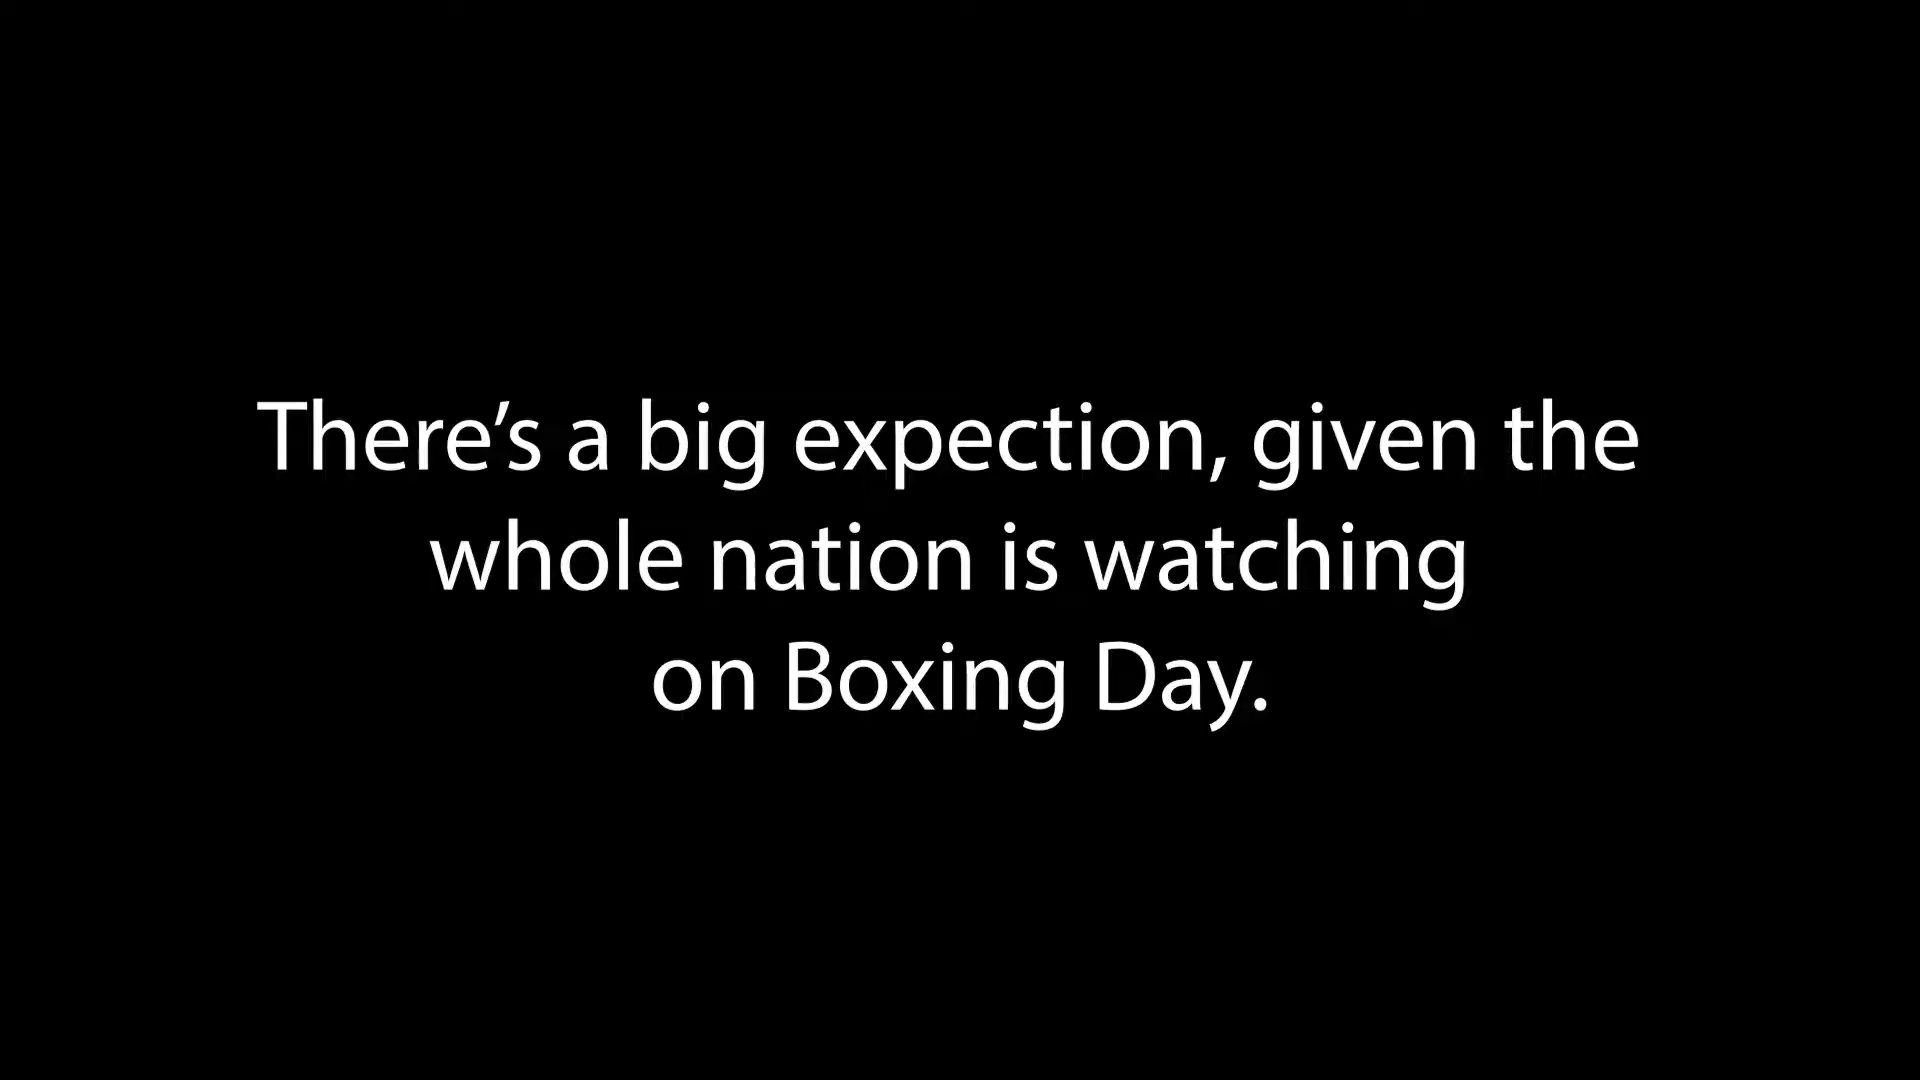 There’s a big expection, given the
whole nation is watching
on Boxing Day.